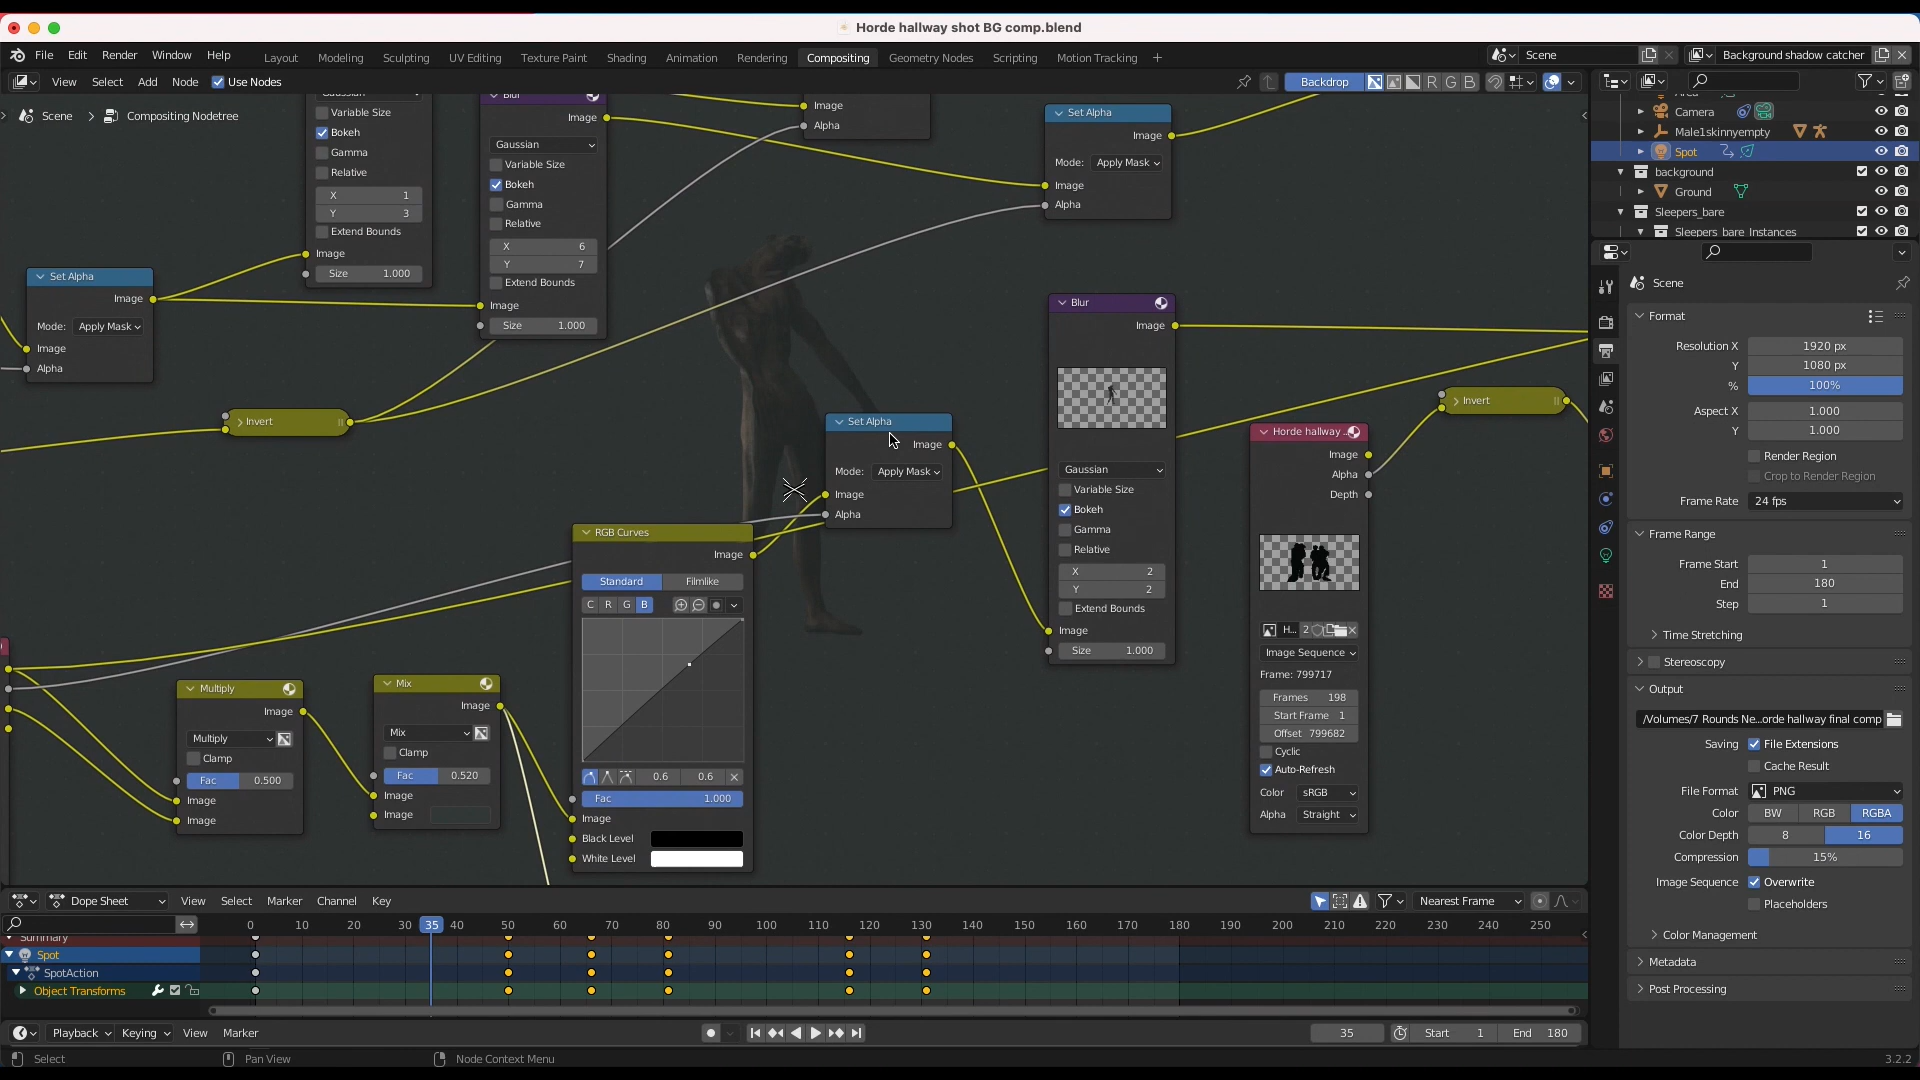 Horde hallway shot BG comp.blend
File Edit Render Window Help
Layout Modeling Sculpting UV Editing Texture Paint Shading Animation Rendering Compositing Geometry Nodes Scripting Motion Tracking +
Scene
Background shadow catcher
View Select Add Node Use Nodes
Backdrop
R G B
Scene > Compositing Nodetree
Variable Size
Bokeh
Gamma
Relative
X 1
Y 3
Extend Bounds
Image
Size 1.000
Blur
Image
Gaussian
Variable Size
Bokeh
Gamma
Relative
X 6
Y 7
Extend Bounds
Image
Size 1.000
Image
Alpha
Set Alpha
Image
Mode: Apply Mask
Image
Alpha
Set Alpha
Image
Mode: Apply Mask
Image
Alpha
Invert
Set Alpha
Image
Mode: Apply Mask
Image
Alpha
Blur
Image
Gaussian
Variable Size
Bokeh
Gamma
Relative
X 2
Y 2
Extend Bounds
Image
Size 1.000
Horde hallway ..
Image
Alpha
Depth
H... 2
Image Sequence
Frame: 799717
Frames 198
Start Frame 1
Offset 799682
Cyclic
Auto-Refresh
Color sRGB
Alpha Straight
Invert
RGB Curves
Image
Standard Filmlike
C R G B
0.6 0.6
Fac 1.000
Image
Black Level
White Level
Multiply
Image
Multiply
Clamp
Fac 0.500
Image
Image
Mix
Image
Mix
Clamp
Fac 0.520
Image
Image
Camera
Male1skinnyempty
Spot
background
Ground
Sleepers_bare
Sleepers_bare_Instances
Scene
Format
Resolution X 1920 px
Y 1080 px
% 100%
Aspect X 1.000
Y 1.000
Render Region
Crop to Render Region
Frame Rate 24 fps
Frame Range
Frame Start 1
End 180
Step 1
Time Stretching
Stereoscopy
Output
/Volumes/7 Rounds Ne...orde hallway final comp
Saving File Extensions
Cache Result
File Format PNG
Color BW RGB RGBA
Color Depth 8 16
Compression 15%
Image Sequence Overwrite
Placeholders
Color Management
Metadata
Post Processing
Dope Sheet View Select Marker Channel Key
Nearest Frame
0 10 20 30 35 40 50 60 70 80 90 100 110 120 130 140 150 160 170 180 190 200 210 220 230 240 250
Summary
Spot
SpotAction
Object Transforms
Playback Keying View Marker
35 Start 1 End 180
Select Pan View Node Context Menu
3.2.2